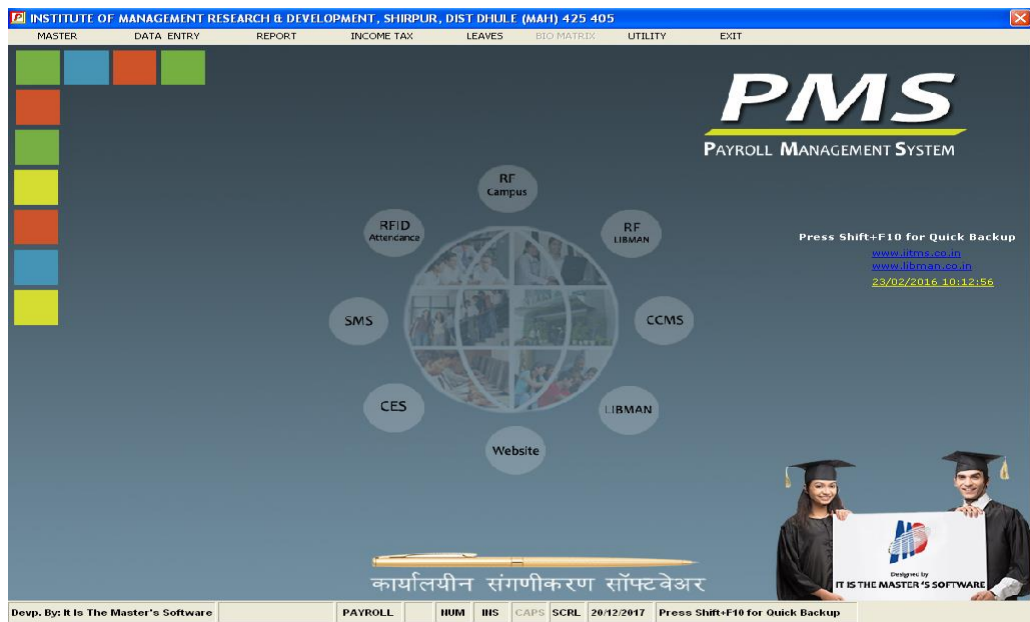 INSTITUTE OF MANAGEMENT RESEARCH & DEVELOPMENT, SHIRPUR, DIST DHULE (MAH) 425 405
MASTER DATA ENTRY REPORT INCOME TAX LEAVES BIO MATRIX UTILITY EXIT
PMS
PAYROLL MANAGEMENT SYSTEM
RF
Campus
RFID
Attendance
RF
LIBMAN
Press Shift+F10 for Quick Backup
www.iitms.co.in
www.libman.co.in
23/02/2016 10:12:56
SMS
CCMS
CES
LIBMAN
Website
Designed by
IT IS THE MASTER'S SOFTWARE
कार्यालयीन संगणीकरण सॉफ्टवेअर
Devp. By: It Is The Master's Software PAYROLL NUM INS CAPS SCRL 20/12/2017 Press Shift+F10 for Quick Backup